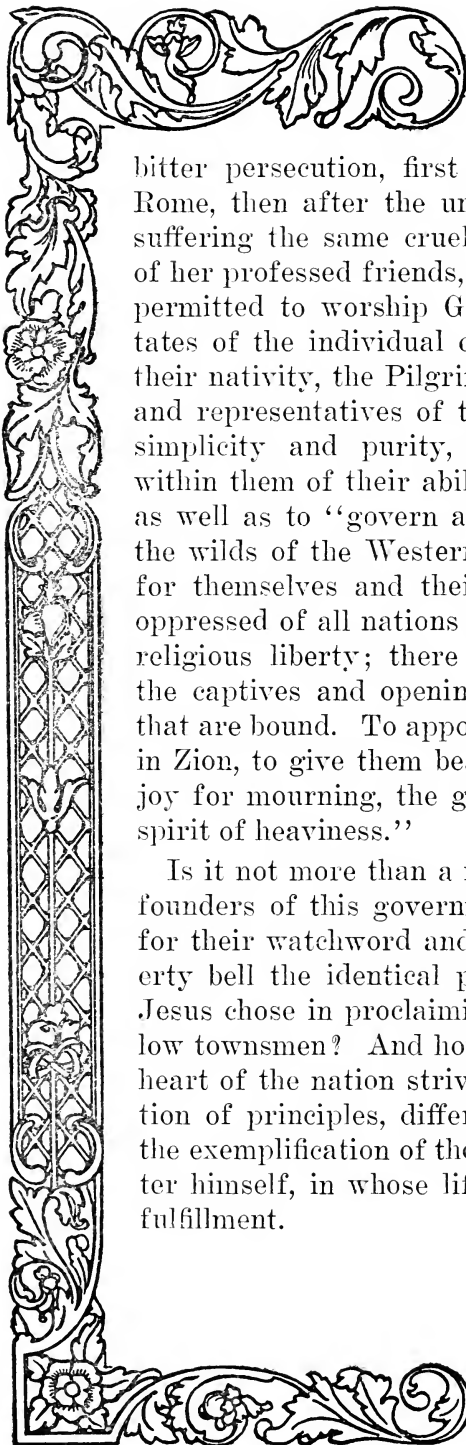 bitter persecution, first
Rome, then after the un
suffering the same cruel
of her professed friends,
permitted to worship G
tates of the individual c
their nativity, the Pilgri
and representatives of t
simplicity and purity,
within them of their abil
as well as to “govern a
the wilds of the Western
for themselves and thei
oppressed of all nations
religious liberty; there
the captives and openin
that are bound. To appo
in Zion, to give them be
joy for mourning, the g
spirit of heaviness.”
Is it not more than a
founders of this govern
for their watchword and
erty bell the identical p
Jesus chose in proclaimi
low townsmen? And ho
heart of the nation striv
tion of principles, differ
the exemplification of the
ter himself, in whose lif
fulfillment.